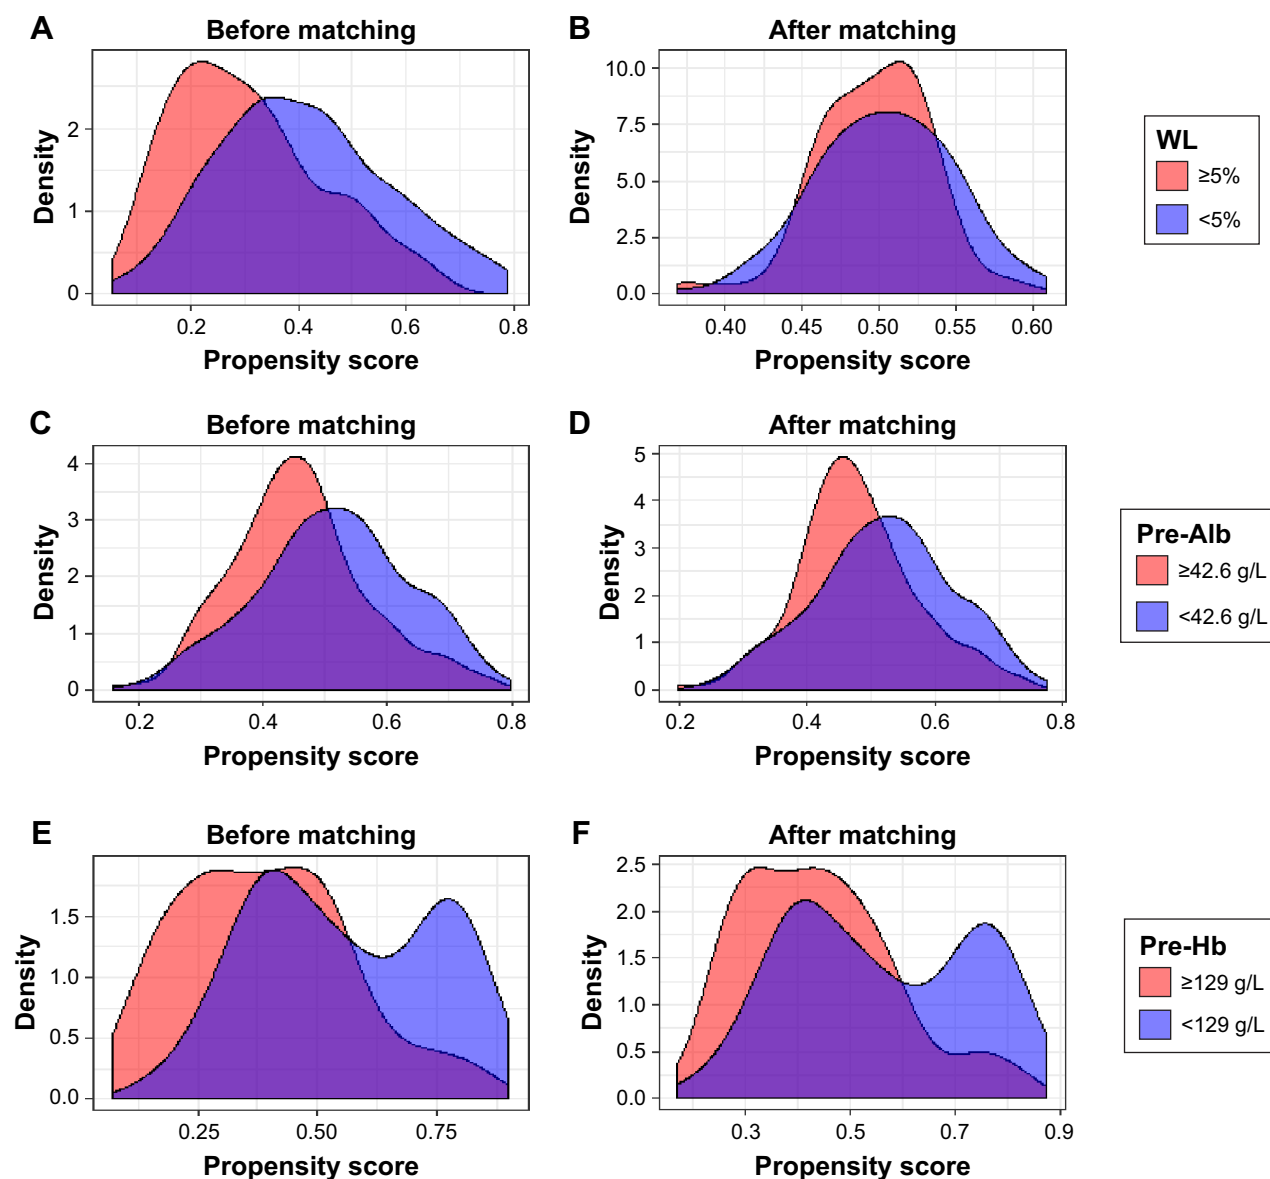 A
Before matching
B
After matching
Density
2
1
0
0.2 0.4 0.6 0.8
Propensity score
Density
10.0
7.5
5.0
2.5
0.0
0.40 0.45 0.50 0.55 0.60
Propensity score
WL
≥5%
<5%
C
Before matching
D
After matching
Density
4
3
2
1
0
0.2 0.4 0.6 0.8
Propensity score
Density
5
4
3
2
1
0
0.2 0.4 0.6 0.8
Propensity score
Pre-Alb
≥42.6 g/L
<42.6 g/L
E
Before matching
F
After matching
Density
1.5
1.0
0.5
0.0
0.25 0.50 0.75
Propensity score
Density
2.5
2.0
1.5
1.0
0.5
0.0
0.3 0.5 0.7 0.9
Propensity score
Pre-Hb
≥129 g/L
<129 g/L